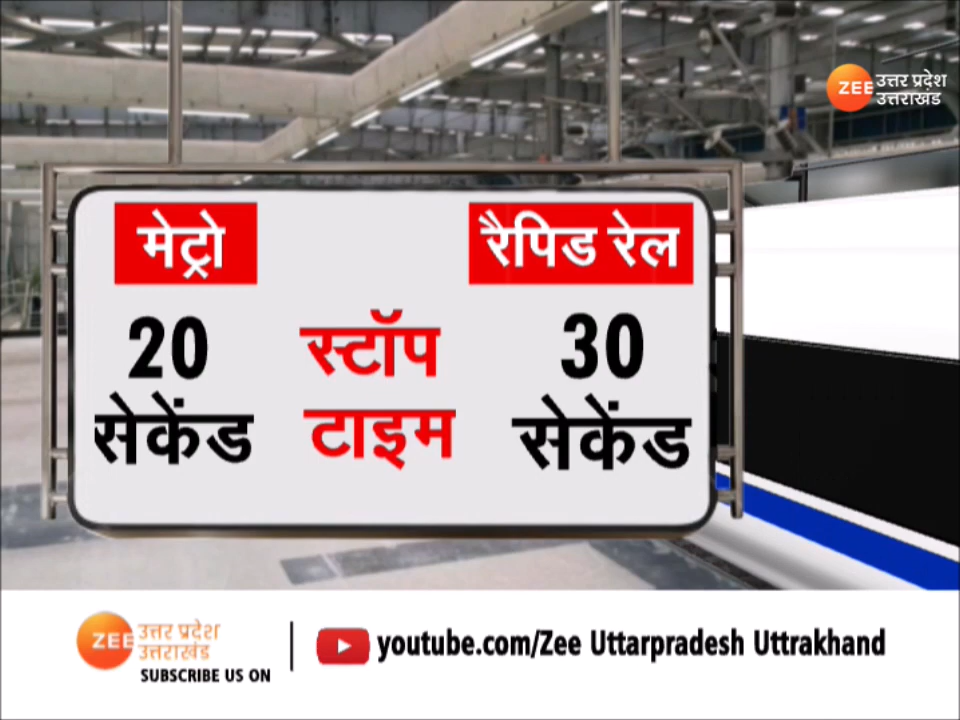 ZEE उत्तर प्रदेश
उत्तराखंड
मेट्रो
रैपिड रेल
20
स्टॉप
30
सेकेंड
टाइम
सेकेंड
ZEE उत्तर प्रदेश
उत्तराखंड
SUBSCRIBE US ON
youtube.com/Zee Uttarpradesh Uttrakhand